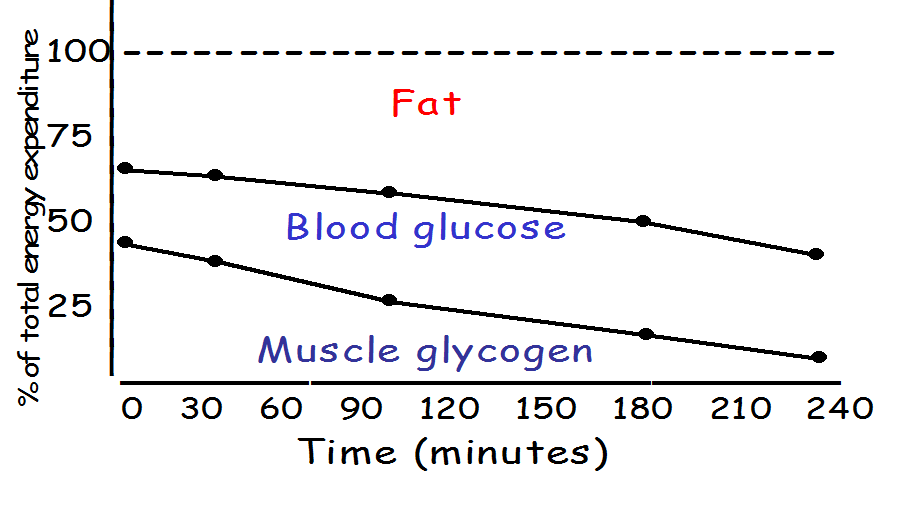 % of total energy expenditure
100
Fat
75
Blood glucose
50
25
Muscle glycogen
0 30 60 90 120 150 180 210 240
Time (minutes)